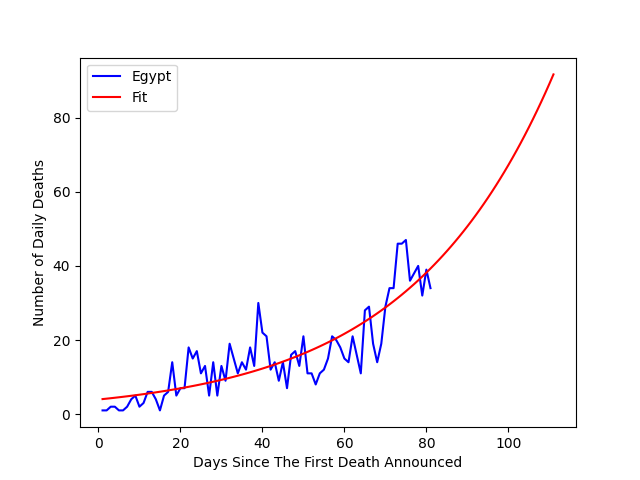 Egypt
Fit
80
60
40
20
0
Number of Daily Deaths
0 20 40 60 80 100
Days Since The First Death Announced